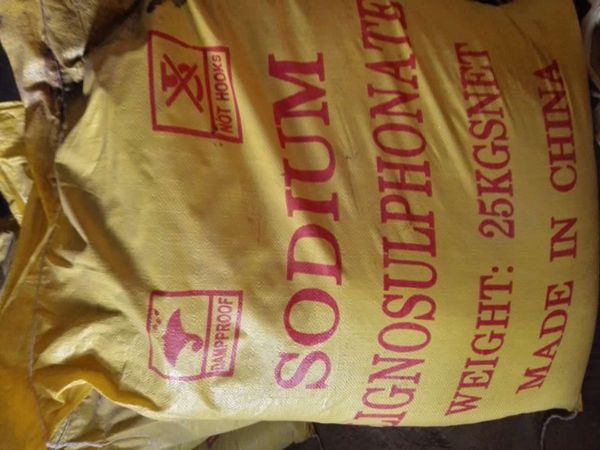 NOT HOOKS
DAMPPROOF
SODIUM
LIGNOSULPHONATE
WEIGHT: 25KGSNET
MADE IN CHINA